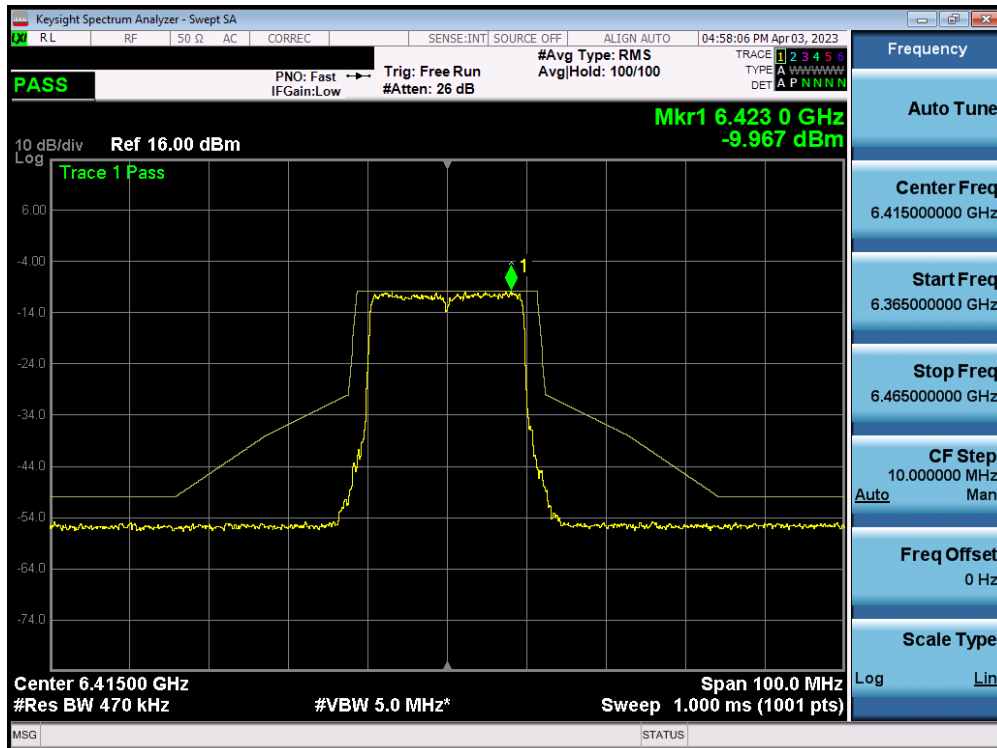 Keysight Spectrum Analyzer - Swept SA
LXI RL RF 50 Ω AC CORREC SENSE:INT SOURCE OFF ALIGN AUTO 04:58:06 PM Apr 03, 2023
PASS
PNO: Fast
IFGain:Low
Trig: Free Run
#Atten: 26 dB
#Avg Type: RMS
Avg|Hold: 100/100
TRACE 1 2 3 4 5 6
TYPE A WWWWWW
DET A P N N N N
Mkr1 6.423 0 GHz
-9.967 dBm
10 dB/div Ref 16.00 dBm
Log
Trace 1 Pass
6.00
-4.00
1
-14.0
-24.0
-34.0
-44.0
-54.0
-64.0
-74.0
Center 6.41500 GHz Span 100.0 MHz
#Res BW 470 kHz #VBW 5.0 MHz* Sweep 1.000 ms (1001 pts)
MSG STATUS
Frequency
Auto Tune
Center Freq
6.415000000 GHz
Start Freq
6.365000000 GHz
Stop Freq
6.465000000 GHz
CF Step
10.000000 MHz
Auto Man
Freq Offset
0 Hz
Scale Type
Log Lin